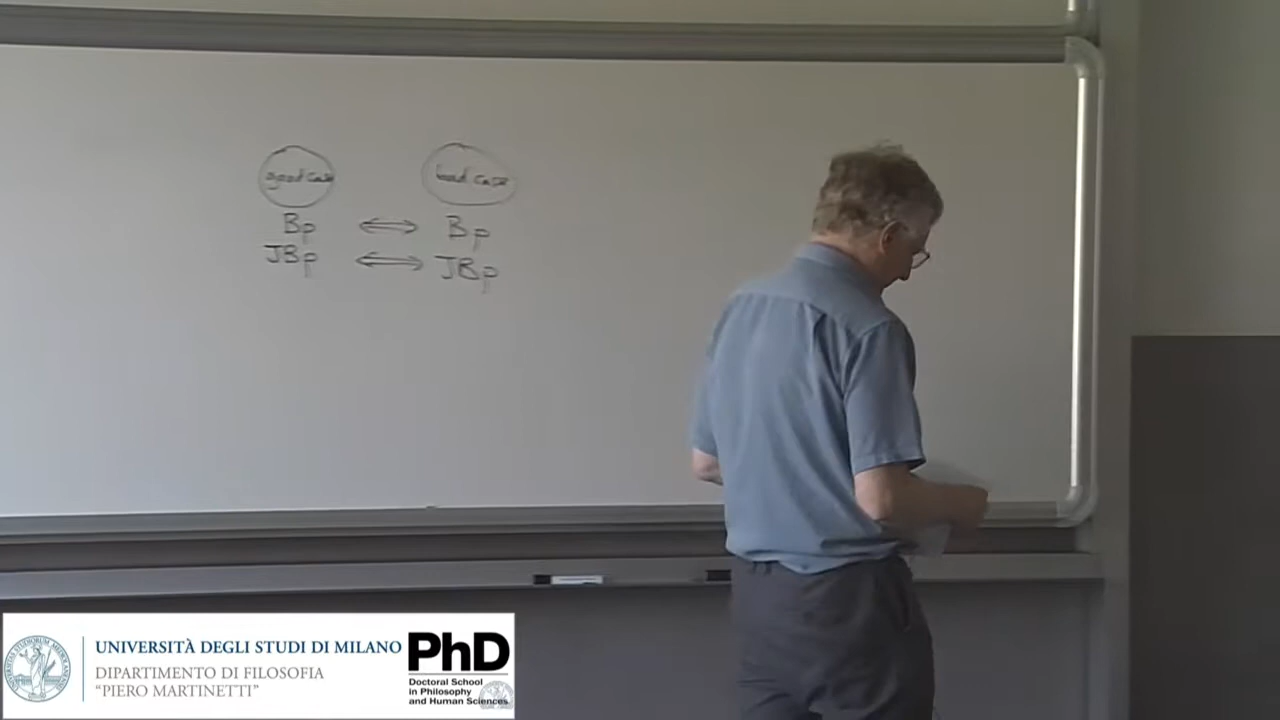 good case bad case
Bp ⟺ Bp
JBp ⟺ JBp
UNIVERSITÀ DEGLI STUDI DI MILANO
DIPARTIMENTO DI FILOSOFIA
“PIERO MARTINETTI”
PhD
Doctoral School
in Philosophy
and Human Sciences